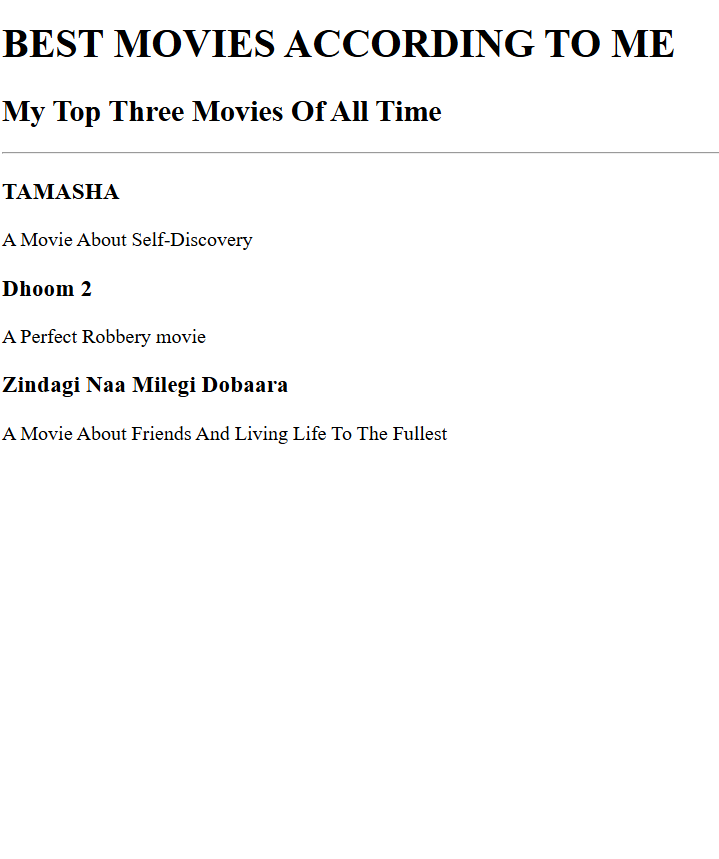 BEST MOVIES ACCORDING TO ME
My Top Three Movies Of All Time
TAMASHA
A Movie About Self-Discovery
Dhoom 2
A Perfect Robbery movie
Zindagi Naa Milegi Dobaara
A Movie About Friends And Living Life To The Fullest